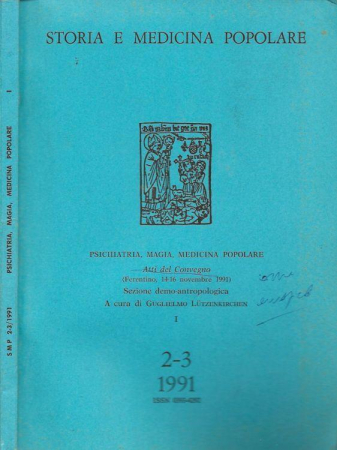 STORIA E MEDICINA POPOLARE
PSICHIATRIA, MAGIA, MEDICINA POPOLARE
Atti del Convegno
(Ferentino, 14-16 novembre 1991)
Sezione demo-antropologica
A cura di GUGLIELMO LÜTZENKIRCHEN
I
2-3
1991
ISSN
SMP 2-3/1991 PSICHIATRIA, MAGIA, MEDICINA POPOLARE I